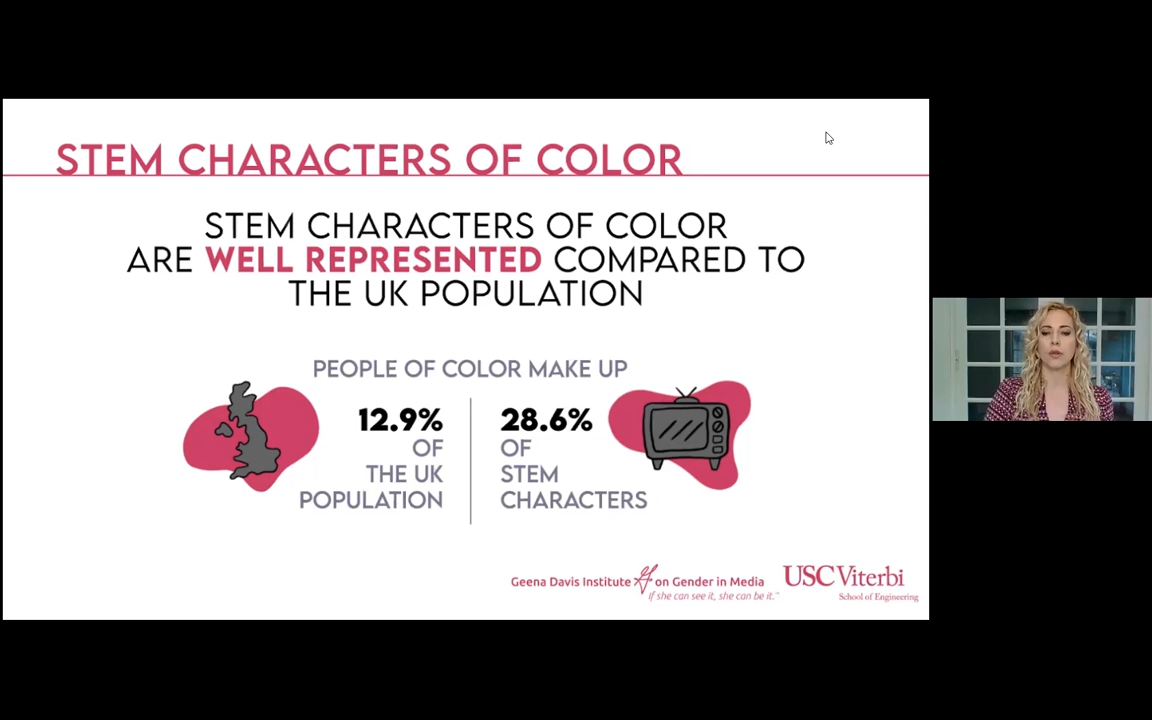 STEM CHARACTERS OF COLOR
STEM CHARACTERS OF COLOR
ARE WELL REPRESENTED COMPARED TO
THE UK POPULATION
PEOPLE OF COLOR MAKE UP
12.9%
OF
THE UK
POPULATION
28.6%
OF
STEM
CHARACTERS
Geena Davis Institute on Gender in Media
If she can see it, she can be it.™
USC Viterbi
School of Engineering